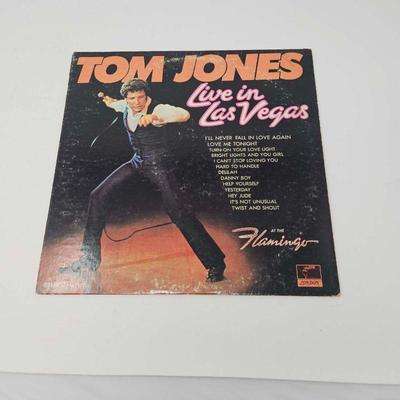 TOM JONES
Live in
Las Vegas
I'LL NEVER FALL IN LOVE AGAIN
LOVE ME TONIGHT
TURN-ON YOUR LOVE LIGHT
BRIGHT LIGHTS AND YOU GIRL
I CAN'T STOP LOVING YOU
HARD TO HANDLE
DELILAH
DANNY BOY
HELP YOURSELF
YESTERDAY
HEY JUDE
IT'S NOT UNUSUAL
TWIST AND SHOUT
AT THE
Flamingo